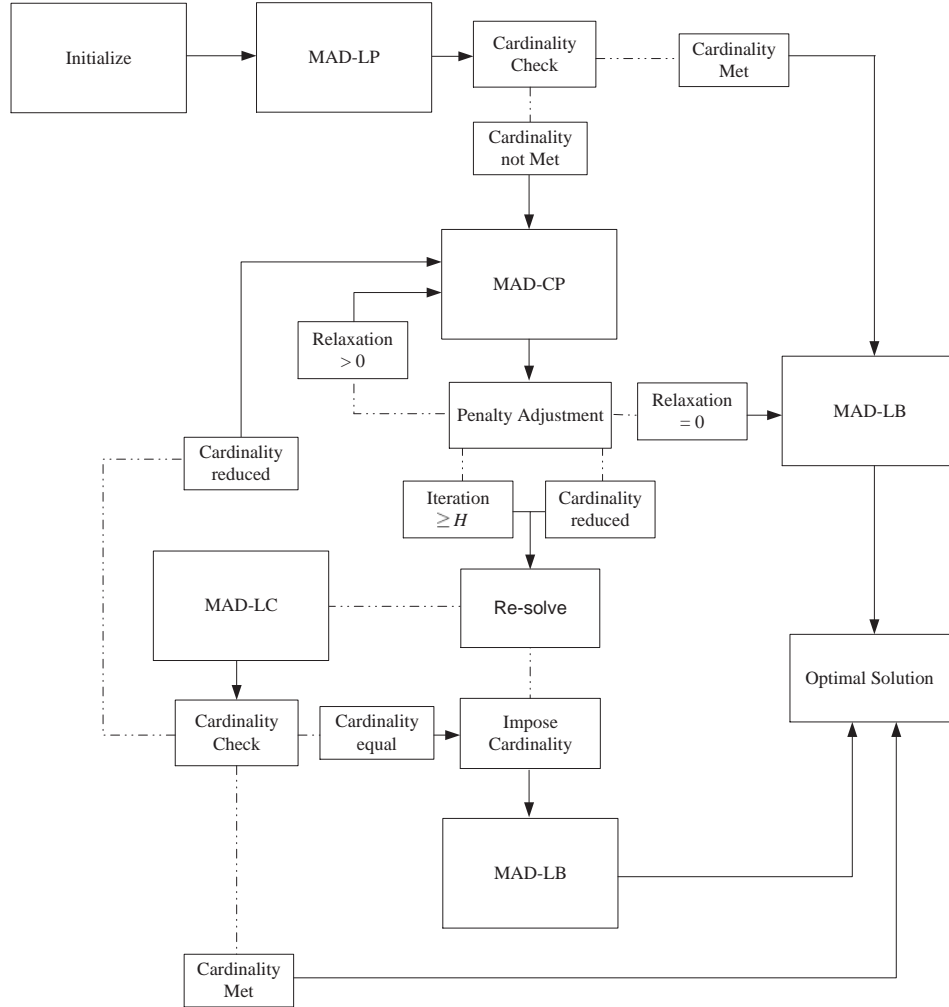 Initialize
MAD-LP
Cardinality
Check
Cardinality
Met
Cardinality
not Met
MAD-CP
Relaxation
> 0
Penalty Adjustment
Relaxation
= 0
MAD-LB
Cardinality
reduced
Iteration
≥ H
Cardinality
reduced
MAD-LC
Re-solve
Optimal Solution
Cardinality
Check
Cardinality
equal
Impose
Cardinality
MAD-LB
Cardinality
Met